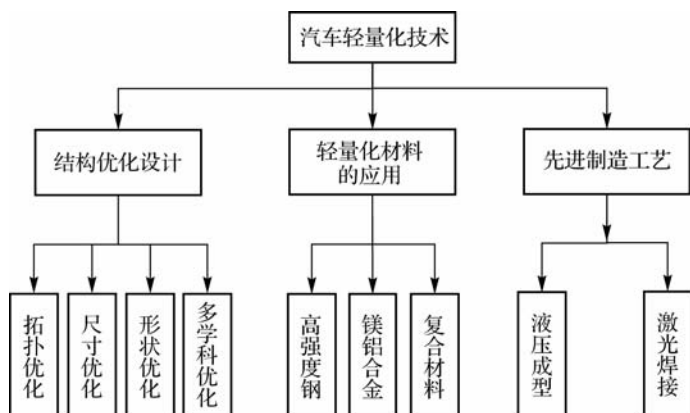 汽车轻量化技术
结构优化设计
轻量化材料
的应用
先进制造工艺
拓扑优化
尺寸优化
形状优化
多学科优化
高强度钢
镁铝合金
复合材料
液压成型
激光焊接